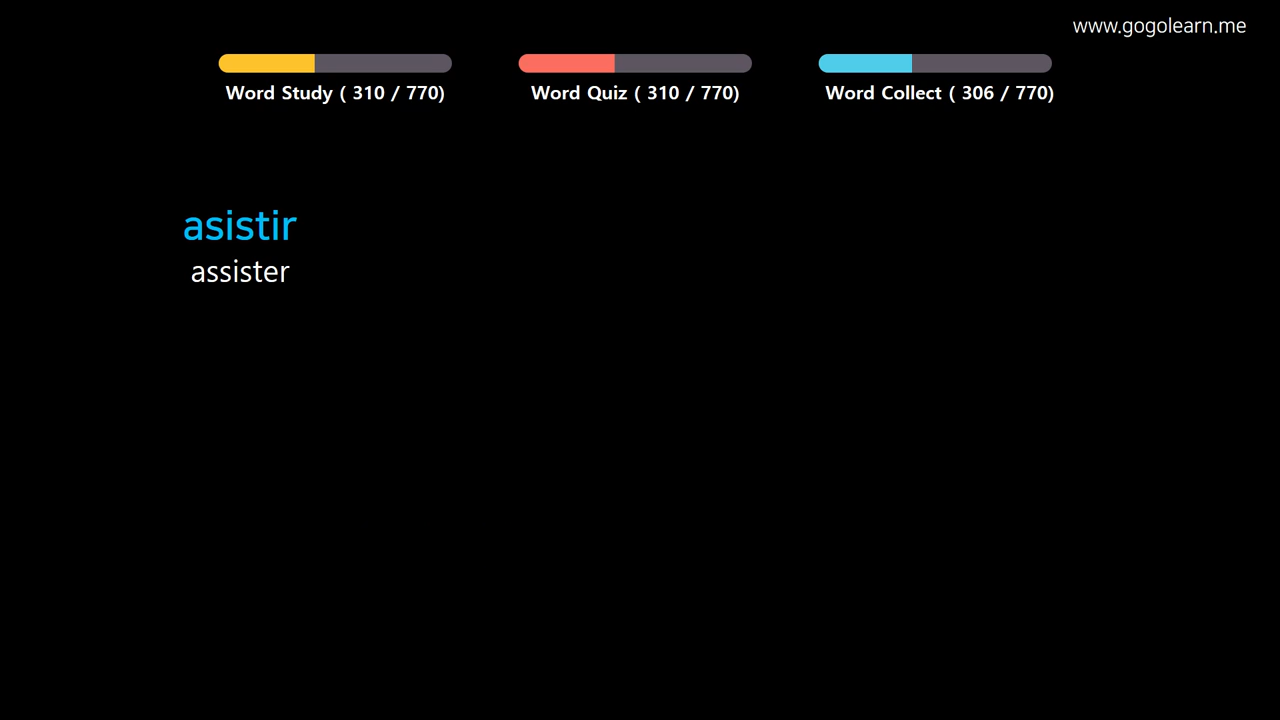 www.gogolearn.me
Word Study ( 310 / 770)
Word Quiz ( 310 / 770)
Word Collect ( 306 / 770)
asistir
assister